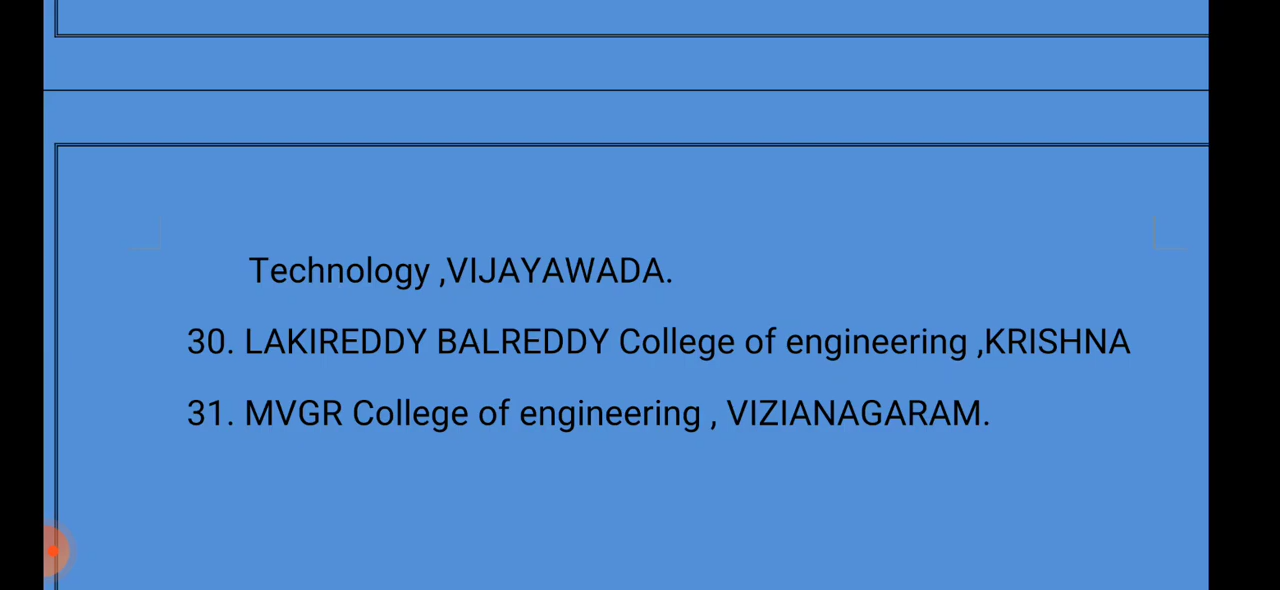 Technology ,VIJAYAWADA.
30. LAKIREDDY BALREDDY College of engineering ,KRISHNA
31. MVGR College of engineering , VIZIANAGARAM.